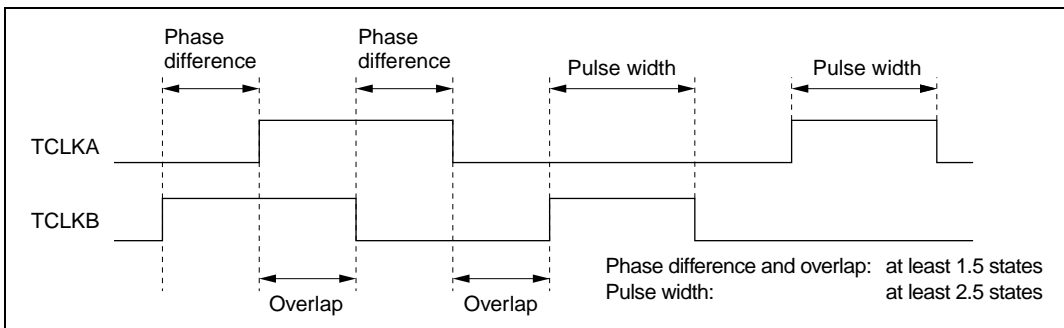 Phase
difference
Phase
difference
Pulse width
Pulse width
TCLKA
TCLKB
Overlap
Overlap
Phase difference and overlap: at least 1.5 states
Pulse width: at least 2.5 states